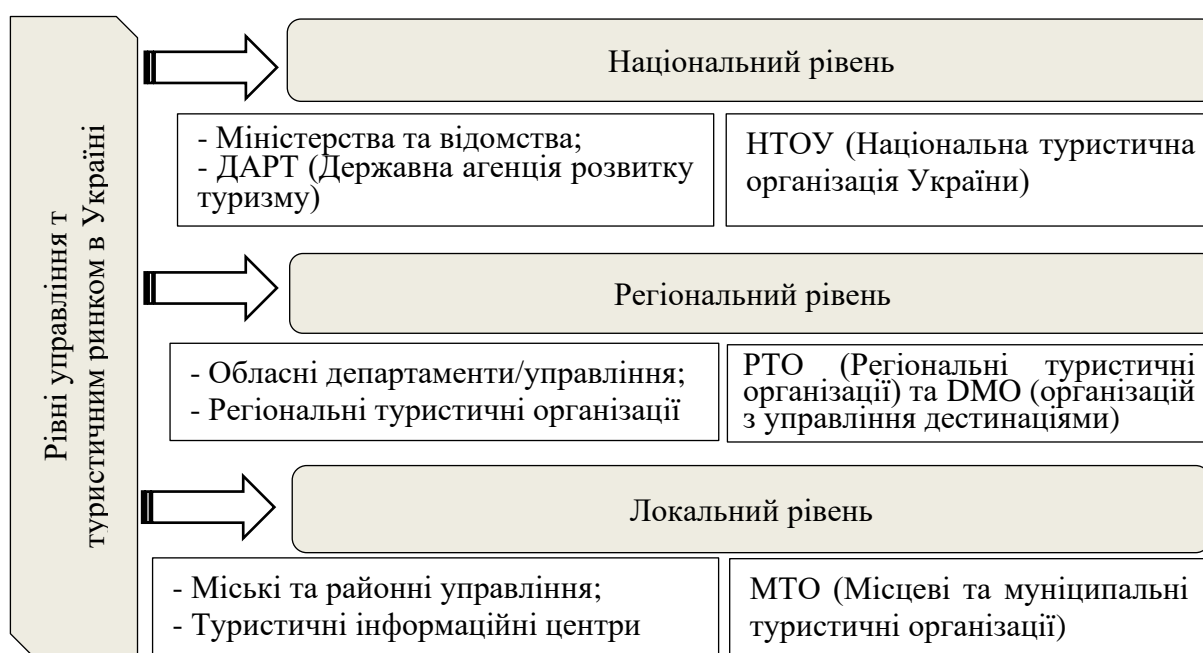 Рівні управління т
туристичним ринком в Україні
Національний рівень
- Міністерства та відомства;
- ДАРТ (Державна агенція розвитку
туризму)
НТОУ (Національна туристична
організація України)
Регіональний рівень
- Обласні департаменти/управління;
- Регіональні туристичні організації
РТО (Регіональні туристичні
організації) та DMO (організацій
з управління дестинаціями)
Локальний рівень
- Міські та районні управління;
- Туристичні інформаційні центри
МТО (Місцеві та муніципальні
туристичні організації)